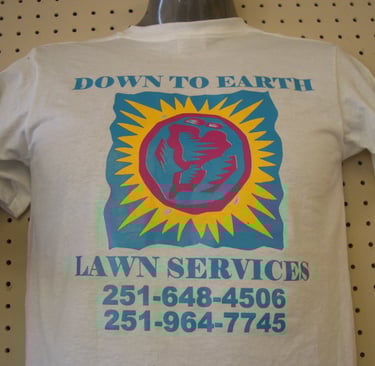 DOWN TO EARTH
LAWN SERVICES
251-648-4506
251-964-7745